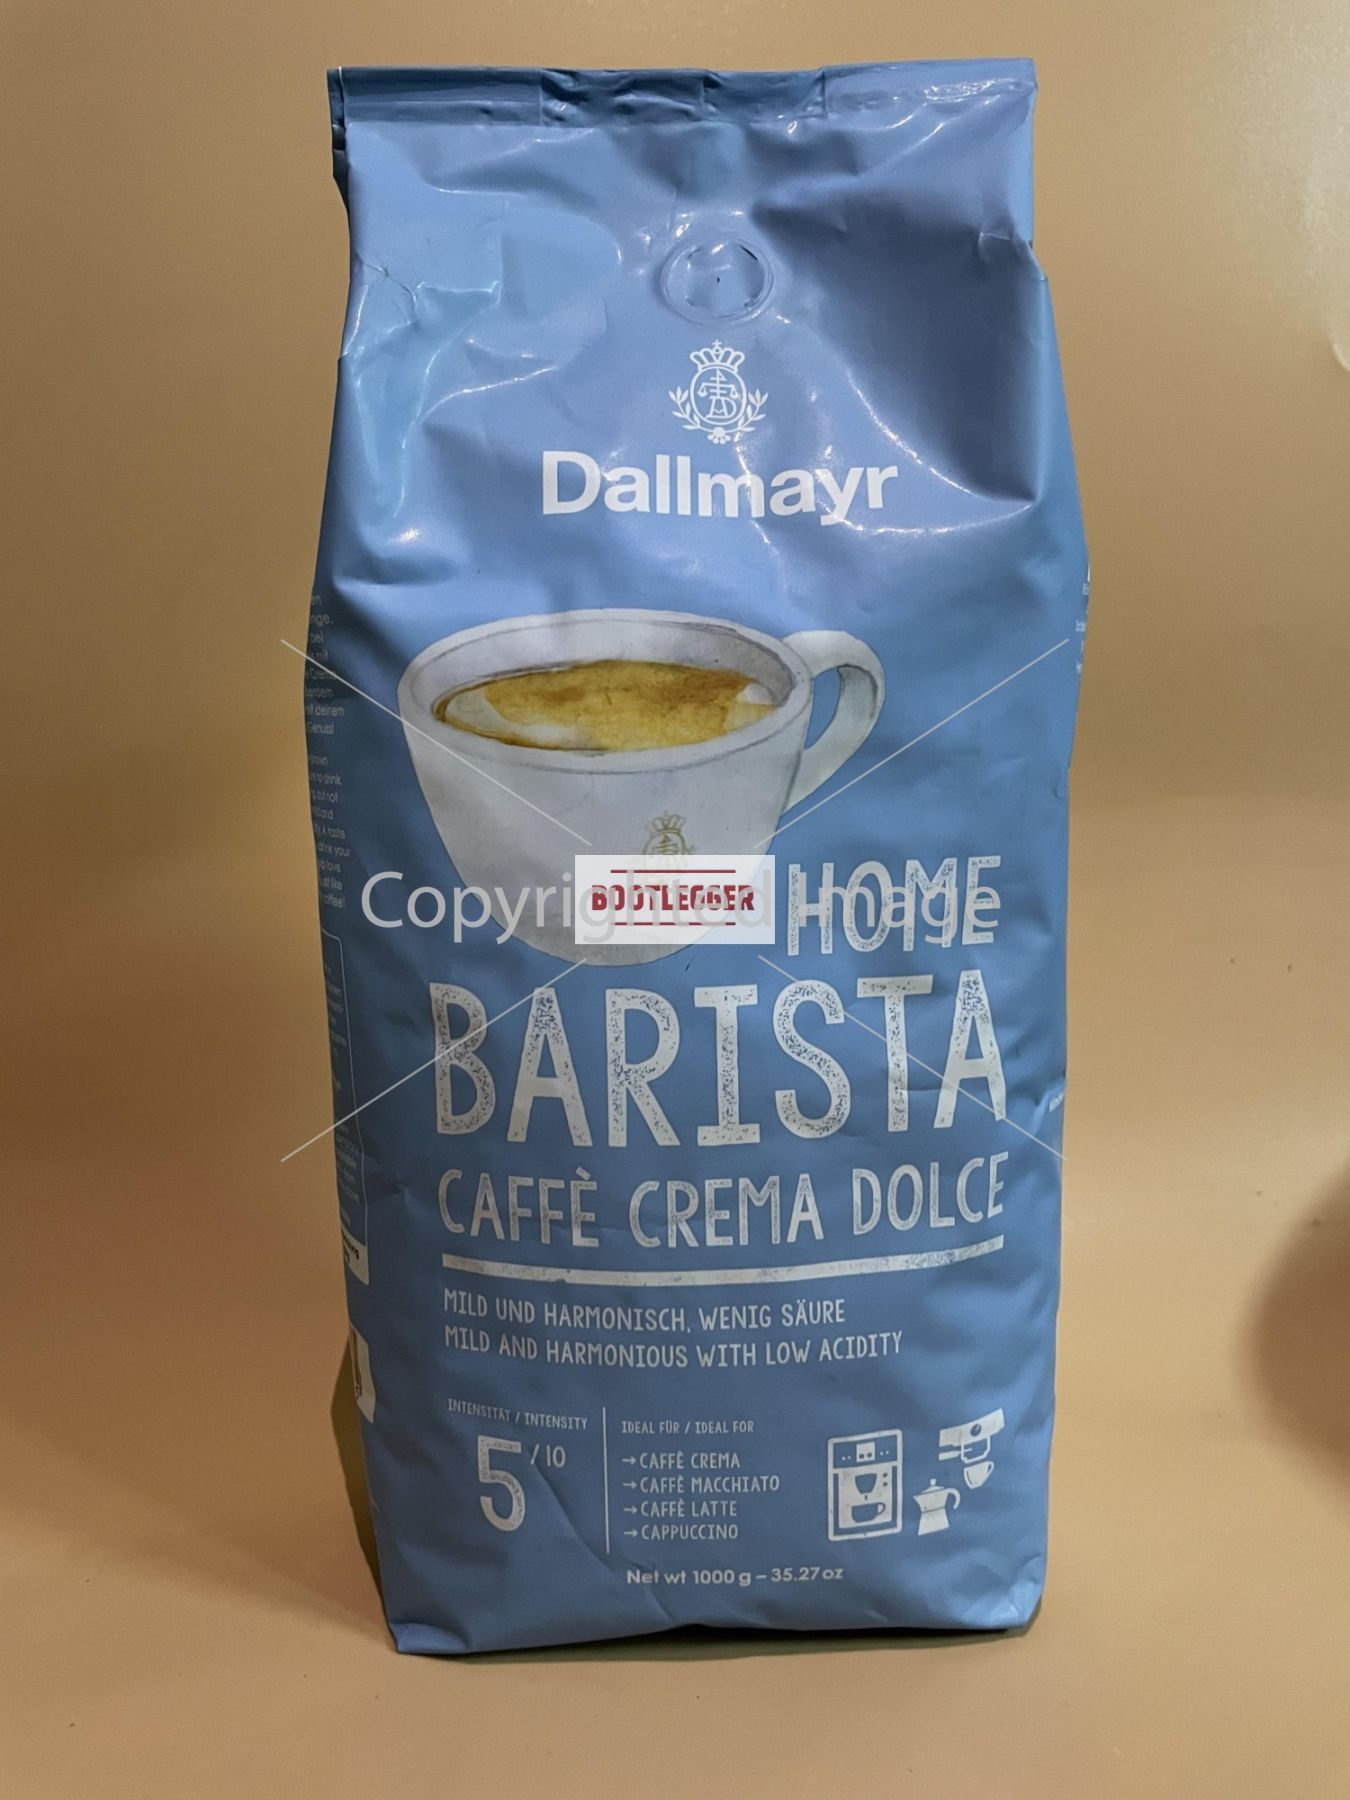 Dallmayr
Copyrighted Image
BOOTLEGGER
HOME
BARISTA
CAFFÈ CREMA DOLCE
MILD UND HARMONISCH, WENIG SÄURE
MILD AND HARMONIOUS WITH LOW ACIDITY
INTENSITÄT / INTENSITY
5/10
IDEAL FÜR / IDEAL FOR
→ CAFFÈ CREMA
→ CAFFÈ MACCHIATO
→ CAFFÈ LATTE
→ CAPPUCCINO
Net wt 1000 g – 35.27 oz